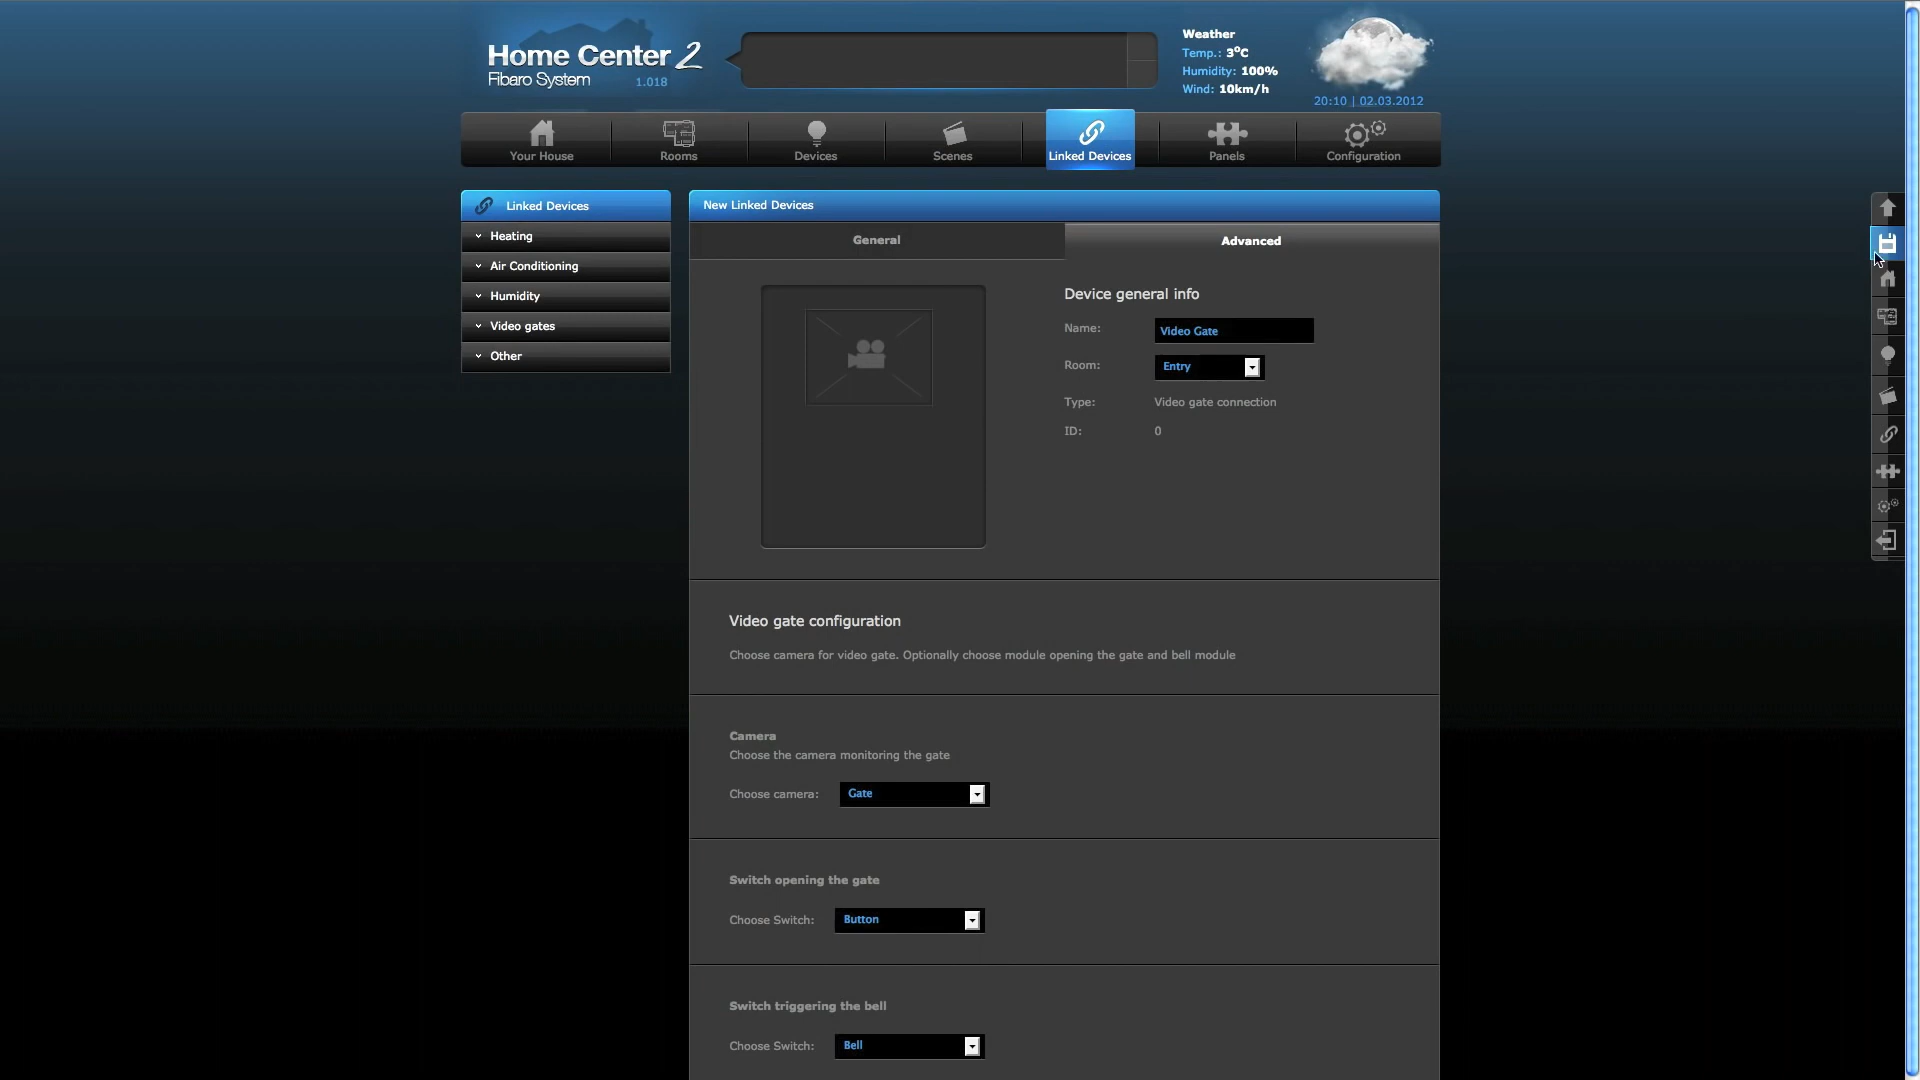 Home Center 2
Fibaro System 1.018
Weather
Temp.: 3°C
Humidity: 100%
Wind: 10km/h
20:10 | 02.03.2012
Your House
Rooms
Devices
Scenes
Linked Devices
Panels
Configuration
Linked Devices
Heating
Air Conditioning
Humidity
Video gates
Other
New Linked Devices
General
Advanced
Device general info
Name: Video Gate
Room: Entry
Type: Video gate connection
ID: 0
Video gate configuration
Choose camera for video gate. Optionally choose module opening the gate and bell module
Camera
Choose the camera monitoring the gate
Choose camera: Gate
Switch opening the gate
Choose Switch: Button
Switch triggering the bell
Choose Switch: Bell